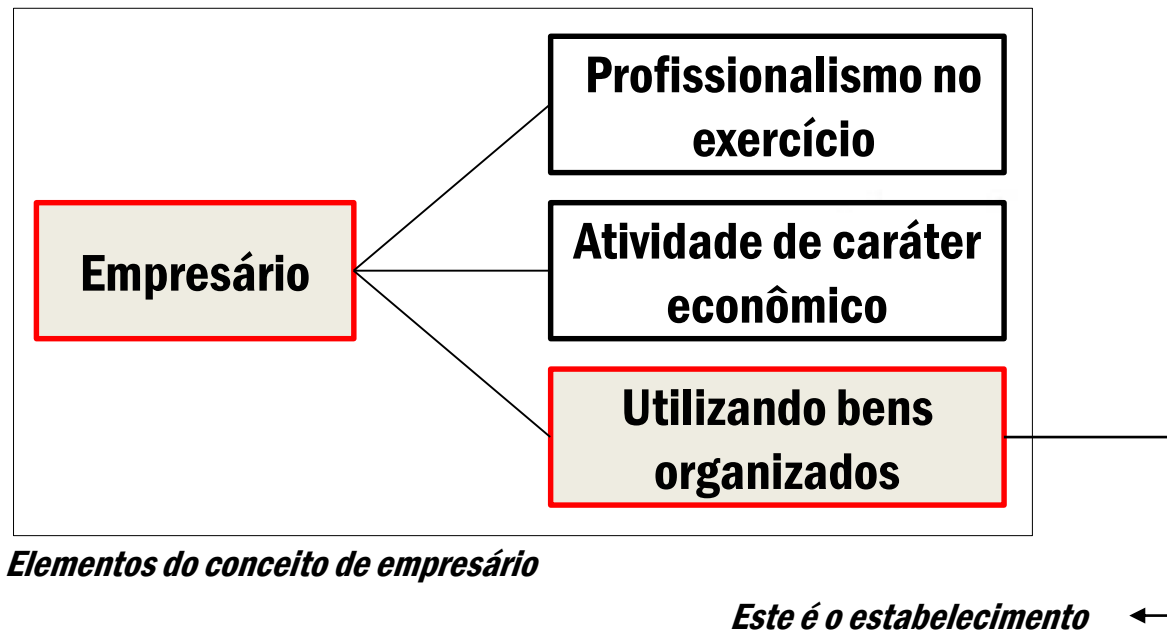 Profissionalismo no
exercício
Empresário
Atividade de caráter
econômico
Utilizando bens
organizados
Elementos do conceito de empresário
Este é o estabelecimento